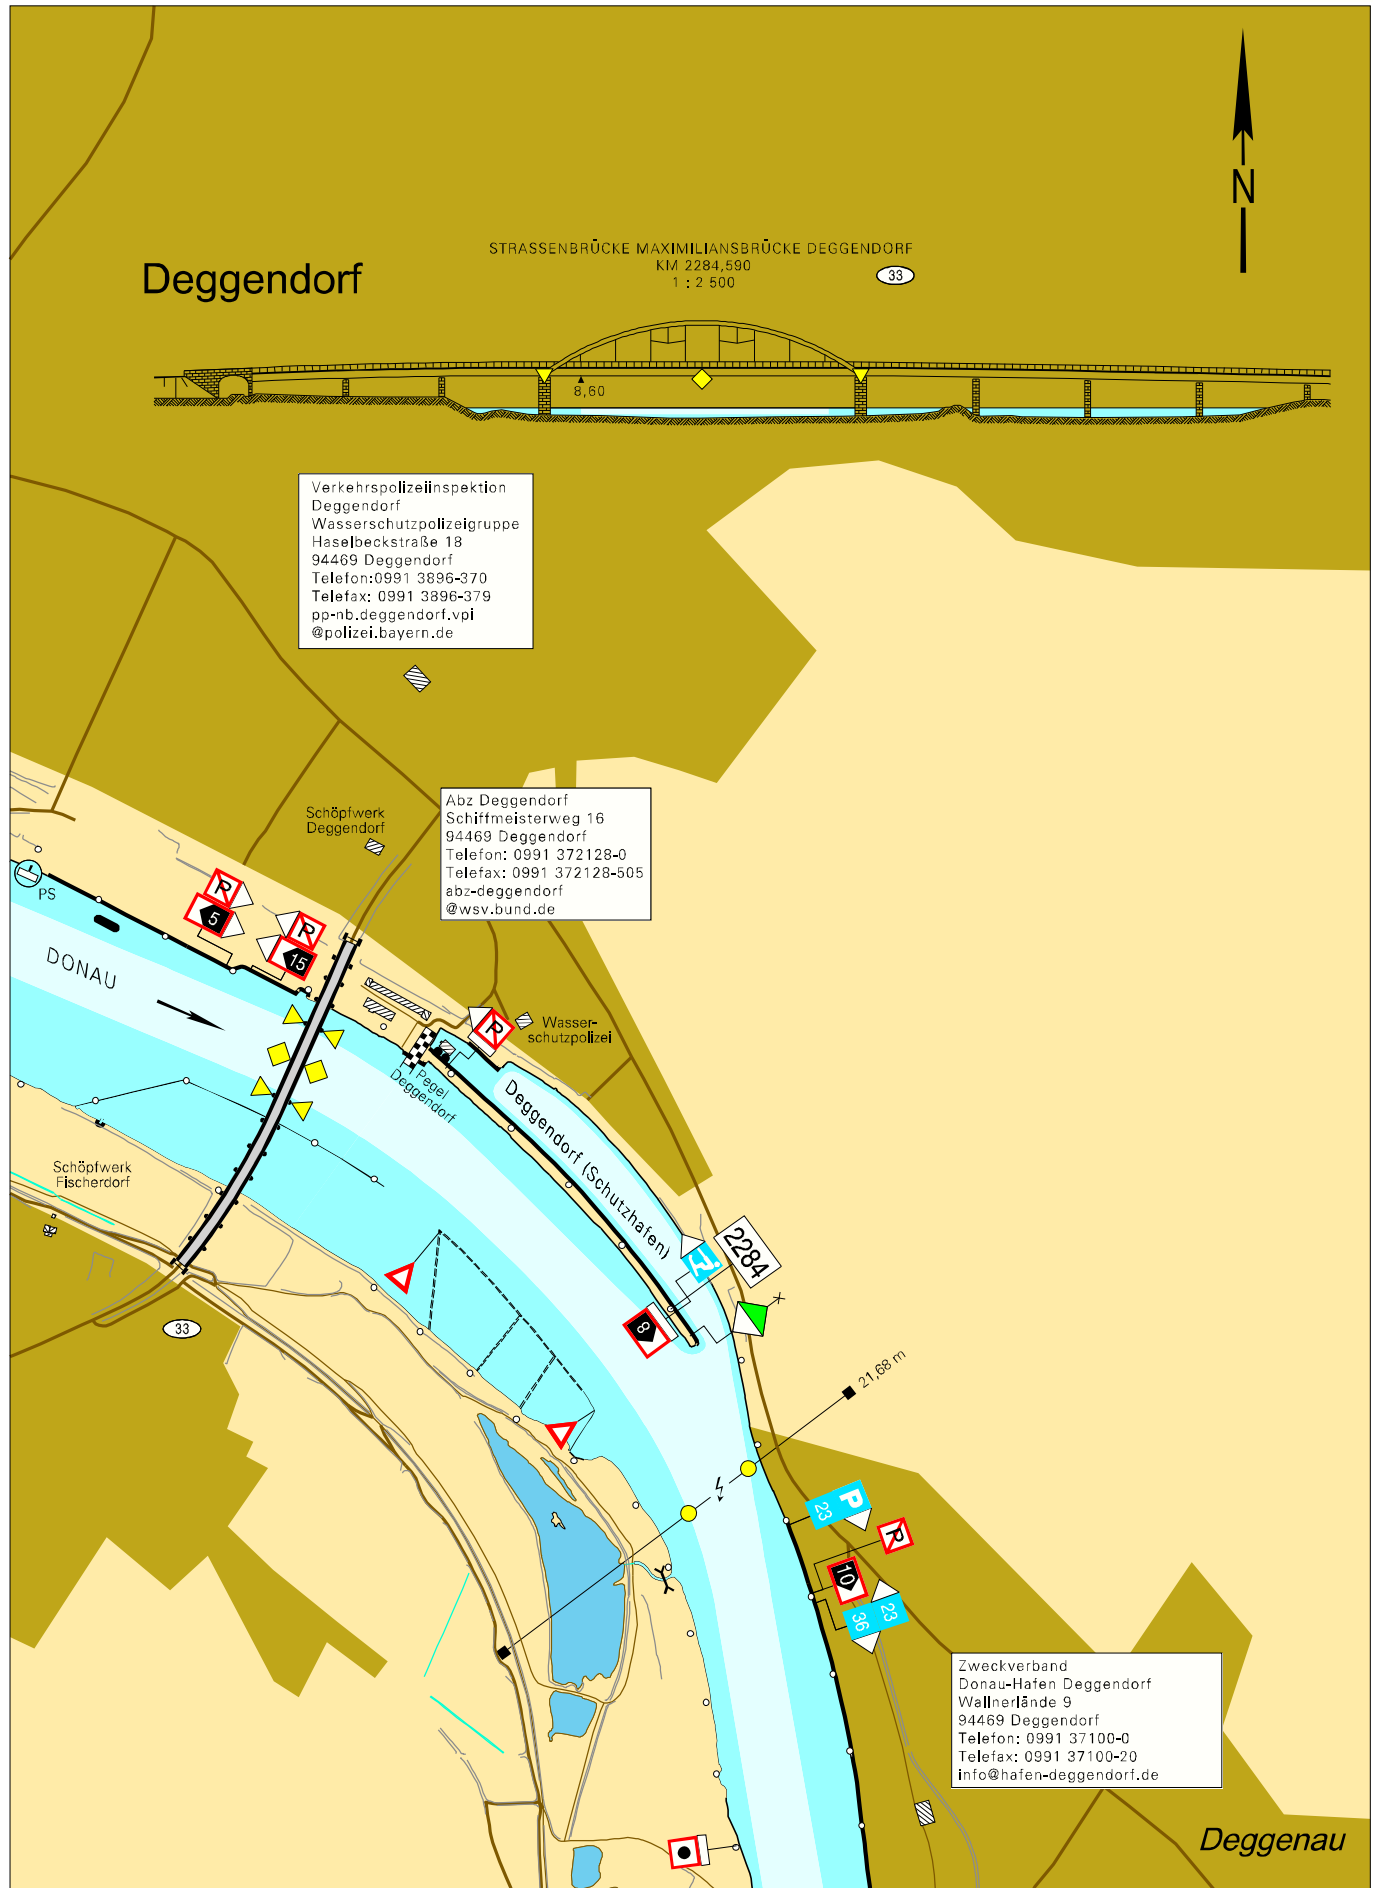 N
STRASSENBRÜCKE MAXIMILIANSBRÜCKE DEGGENDORF
KM 2284,590
1 : 2 500
33
Deggendorf
8,60
Verkehrspolizeiinspektion
Deggendorf
Wasserschutzpolizeigruppe
Haselbeckstraße 18
94469 Deggendorf
Telefon:0991 3896-370
Telefax: 0991 3896-379
pp-nb.deggendorf.vpi
@polizei.bayern.de
Abz Deggendorf
Schiffmeisterweg 16
94469 Deggendorf
Telefon: 0991 372128-0
Telefax: 0991 372128-505
abz-deggendorf
@wsv.bund.de
Schöpfwerk
Deggendorf
PS
P
5
P
15
DONAU
P
Wasser-
schutzpolizei
Pegel
Deggendorf
Deggendorf (Schutzhafen)
Schöpfwerk
Fischerdorf
33
2284
8
21,68 m
P
23
P
10
23
36
Zweckverband
Donau-Hafen Deggendorf
Wallnerlände 9
94469 Deggendorf
Telefon: 0991 37100-0
Telefax: 0991 37100-20
info@hafen-deggendorf.de
Deggenau